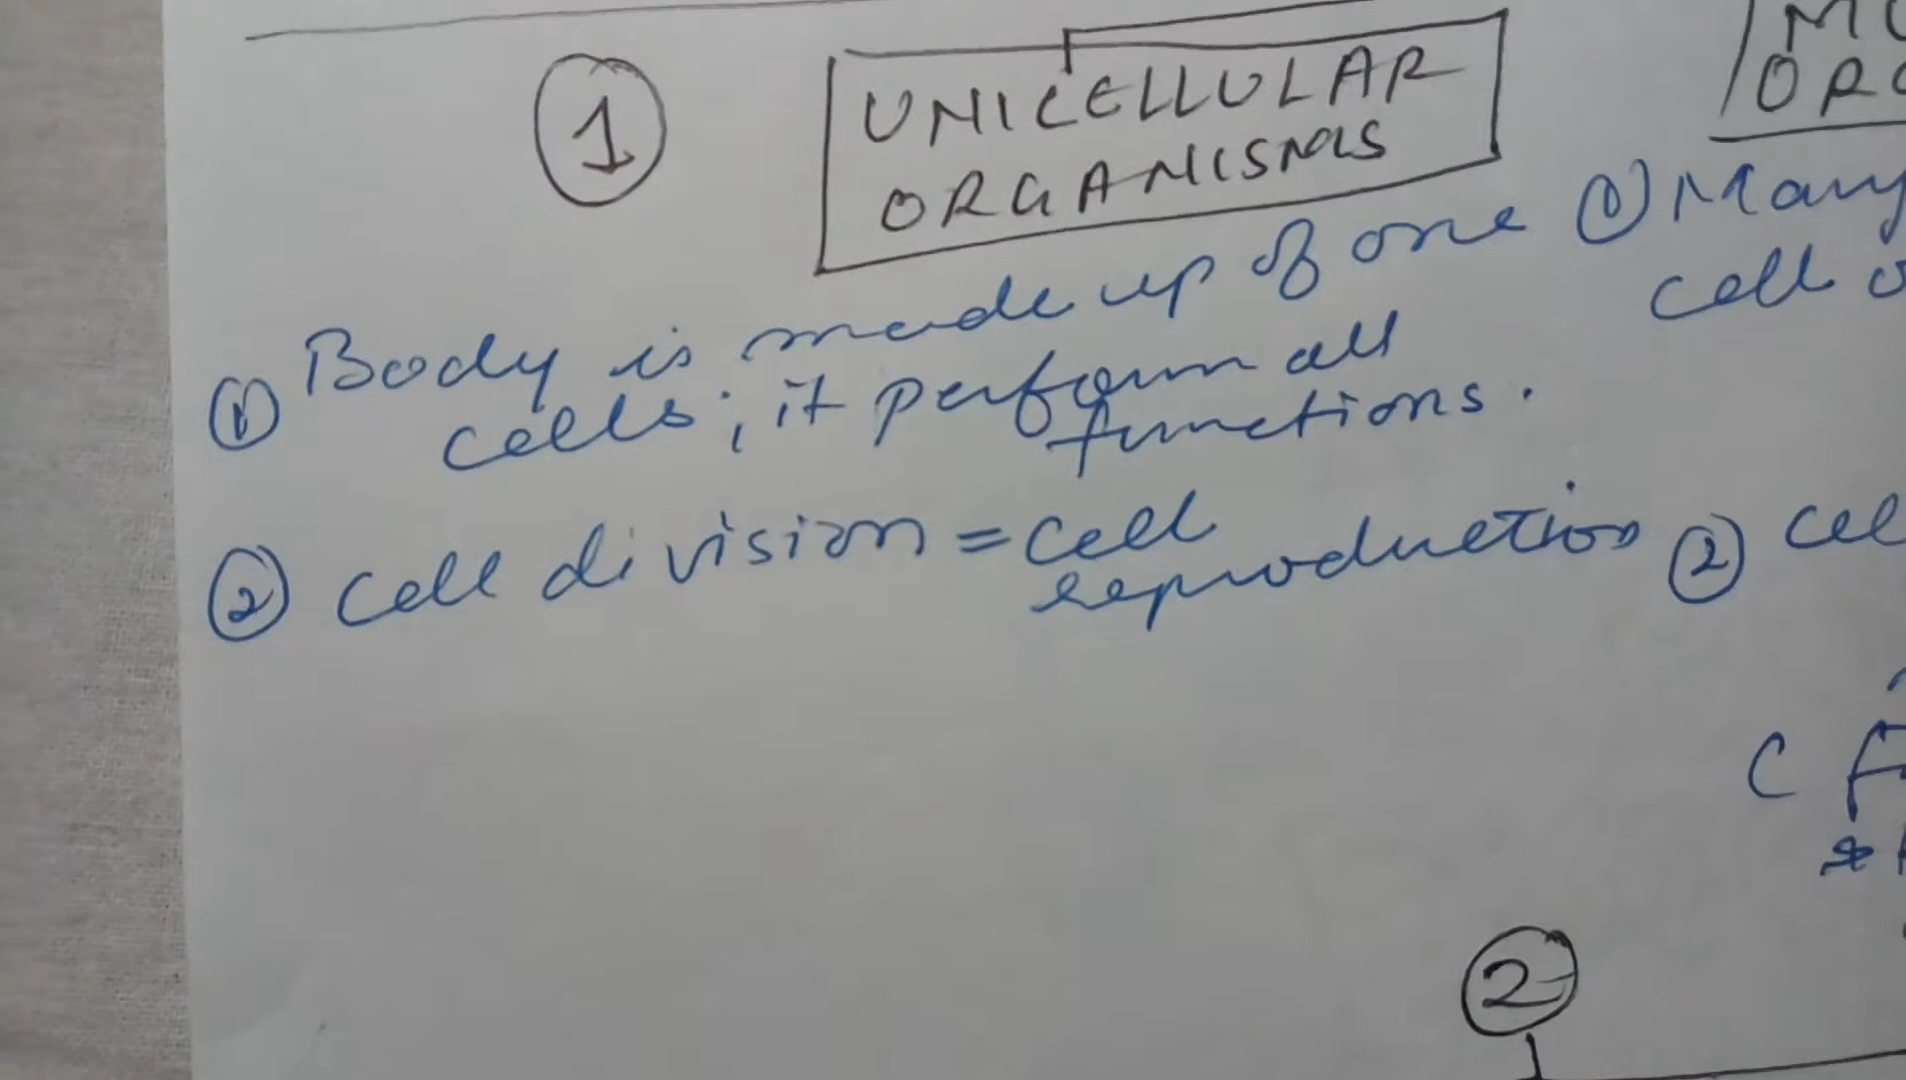 1
UNICELLULAR
ORGANISMS
① Body is made up of one
cells; it perform all
functions.
② Cell division = Cell
reproduction
MU
ORG
① Many
cell
② Cel
C
2